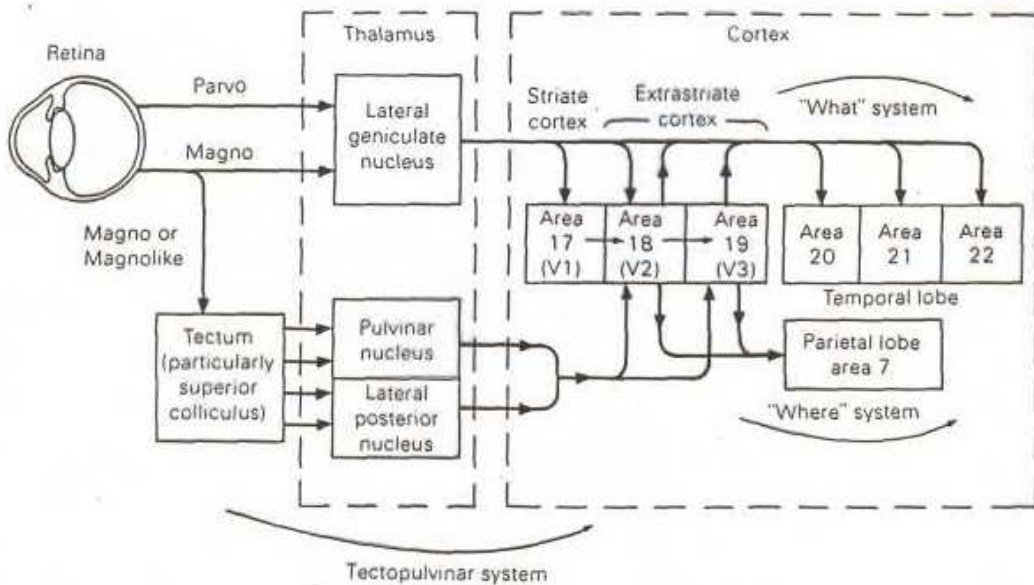 Thalamus
Cortex
Retina
Parvo
Magno
Lateral
geniculate
nucleus
Striate
cortex
Extrastriate
cortex
"What" system
Magno or
Magnolike
Area
17
(V1)
Area
18
(V2)
Area
19
(V3)
Area
20
Area
21
Area
22
Temporal lobe
Tectum
(particularly
superior
colliculus)
Pulvinar
nucleus
Lateral
posterior
nucleus
Parietal lobe
area 7
"Where" system
Tectopulvinar system